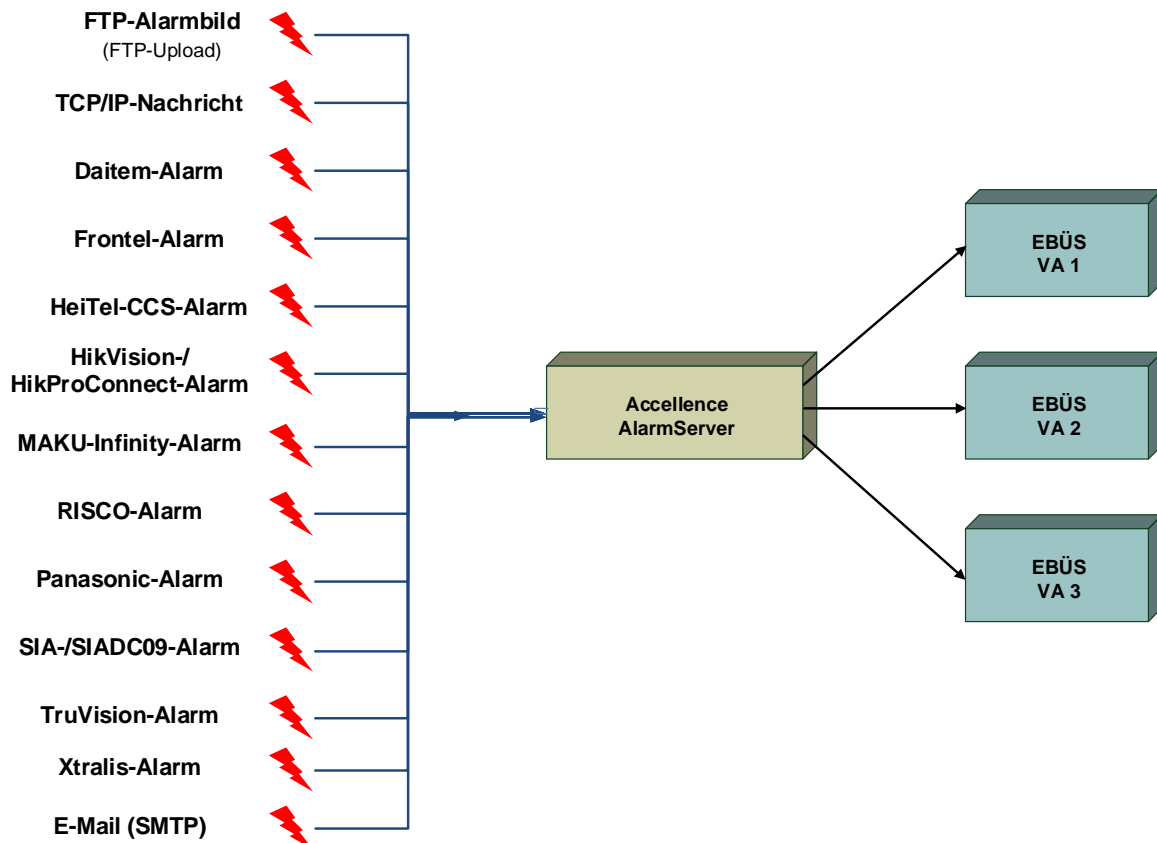 FTP-Alarmbild
(FTP-Upload)
TCP/IP-Nachricht
Daitem-Alarm
Frontel-Alarm
HeiTel-CCS-Alarm
HikVision-/
HikProConnect-Alarm
MAKU-Infinity-Alarm
RISCO-Alarm
Panasonic-Alarm
SIA-/SIADC09-Alarm
TruVision-Alarm
Xtralis-Alarm
E-Mail (SMTP)
Accellence
AlarmServer
EBÜS
VA 1
EBÜS
VA 2
EBÜS
VA 3